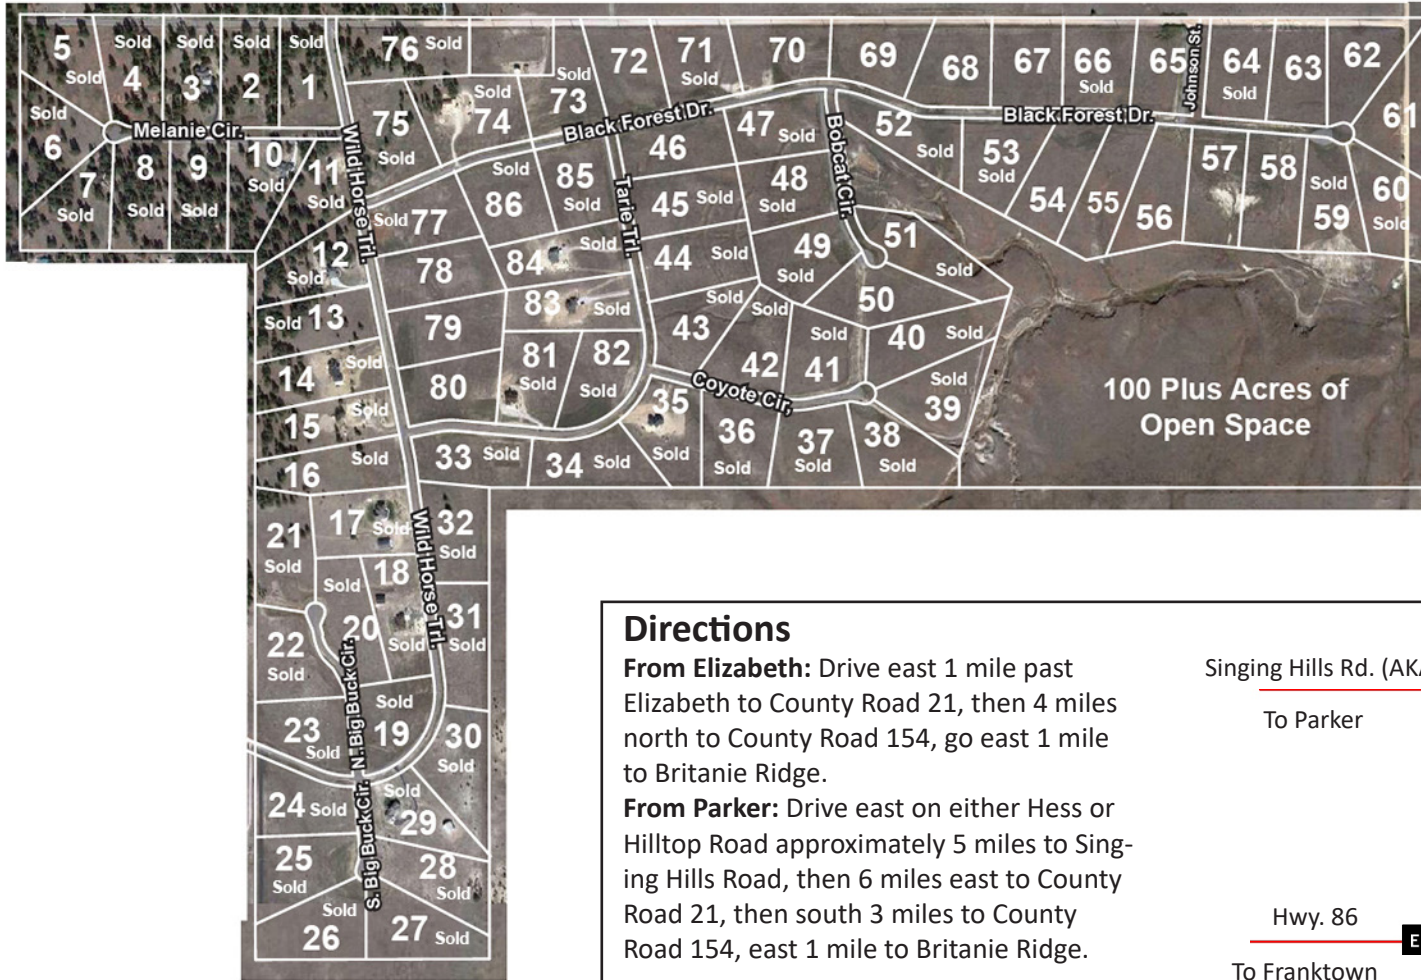 5 Sold
Sold 4
Sold 3
Sold 2
Sold 1
76 Sold
Sold 73
72
71 Sold
70
69
68
67
66 Sold
65
Johnson St.
64 Sold
63
62
61
Sold 6
Melanie Cir.
7 Sold
8 Sold
9 Sold
10 Sold
11 Sold
Wild Horse Trl.
75 Sold
Sold 74
Black Forest Dr.
46
47 Sold
Bobcat Cir.
52 Sold
Black Forest Dr.
53 Sold
54
55
56
57
58
Sold 59
60 Sold
12 Sold
Sold 77
Sold 86
85 Sold
Tarie Trl.
45 Sold
48 Sold
49 Sold
51 Sold
78
84 Sold
44 Sold
50
Sold 13
79
83 Sold
Sold 43
Sold 42
Sold 41
40 Sold
14 Sold
80
81 Sold
82 Sold
Coyote Cir,
Sold 39
100 Plus Acres of
Open Space
15 Sold
16 Sold
33 Sold
34 Sold
35 Sold
36 Sold
37 Sold
38 Sold
21 Sold
17 Sold
Wild Horse Trl.
32 Sold
Sold 20
18 Sold
31 Sold
22 Sold
N. Big Buck Cir.
23 Sold
Sold 19
30 Sold
24 Sold
S. Big Buck Cir.
Sold 29
25 Sold
28 Sold
Sold 26
27 Sold
Directions
From Elizabeth: Drive east 1 mile past
Elizabeth to County Road 21, then 4 miles
north to County Road 154, go east 1 mile
to Britanie Ridge.
From Parker: Drive east on either Hess or
Hilltop Road approximately 5 miles to Sing-
ing Hills Road, then 6 miles east to County
Road 21, then south 3 miles to County
Road 154, east 1 mile to Britanie Ridge.
Singing Hills Rd. (AKA
To Parker
Hwy. 86
E
To Franktown